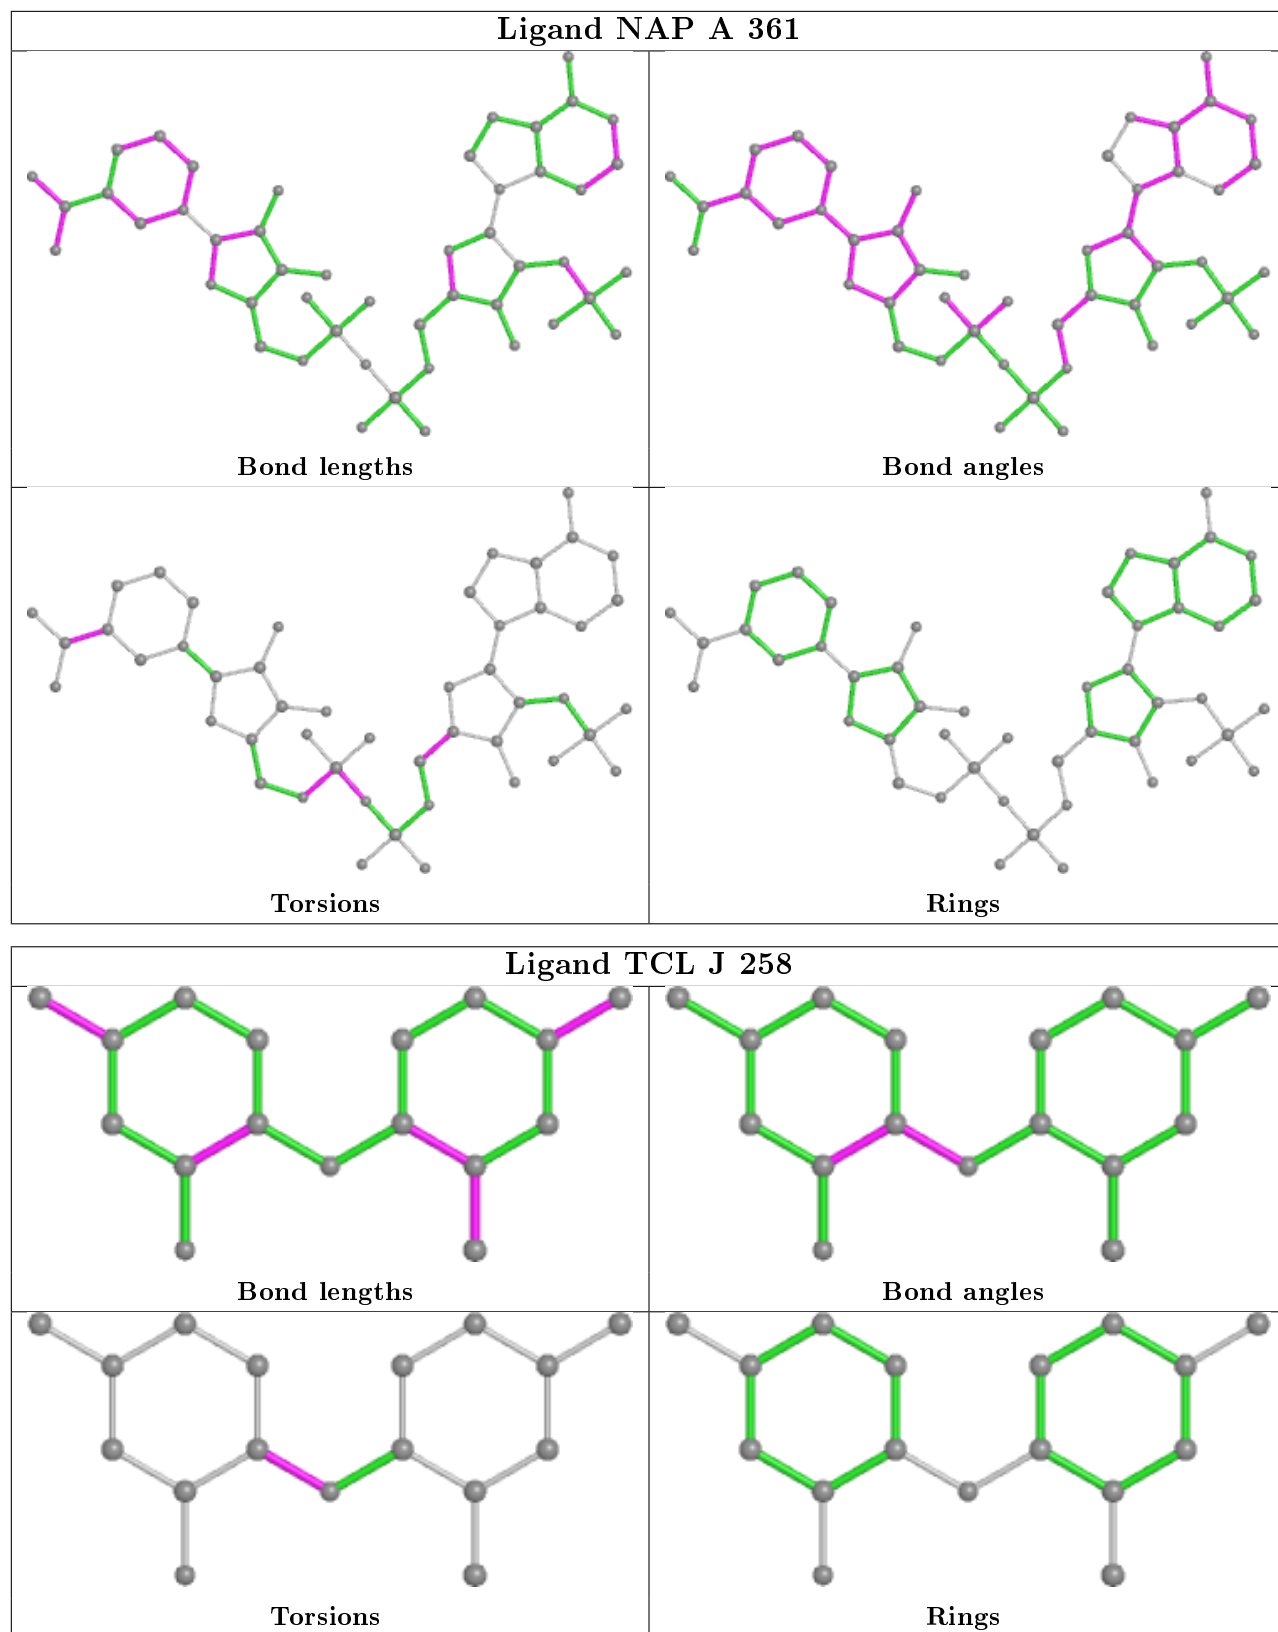 Ligand NAP A 361
Bond lengths
Bond angles
Torsions
Rings
Ligand TCL J 258
Bond lengths
Bond angles
Torsions
Rings